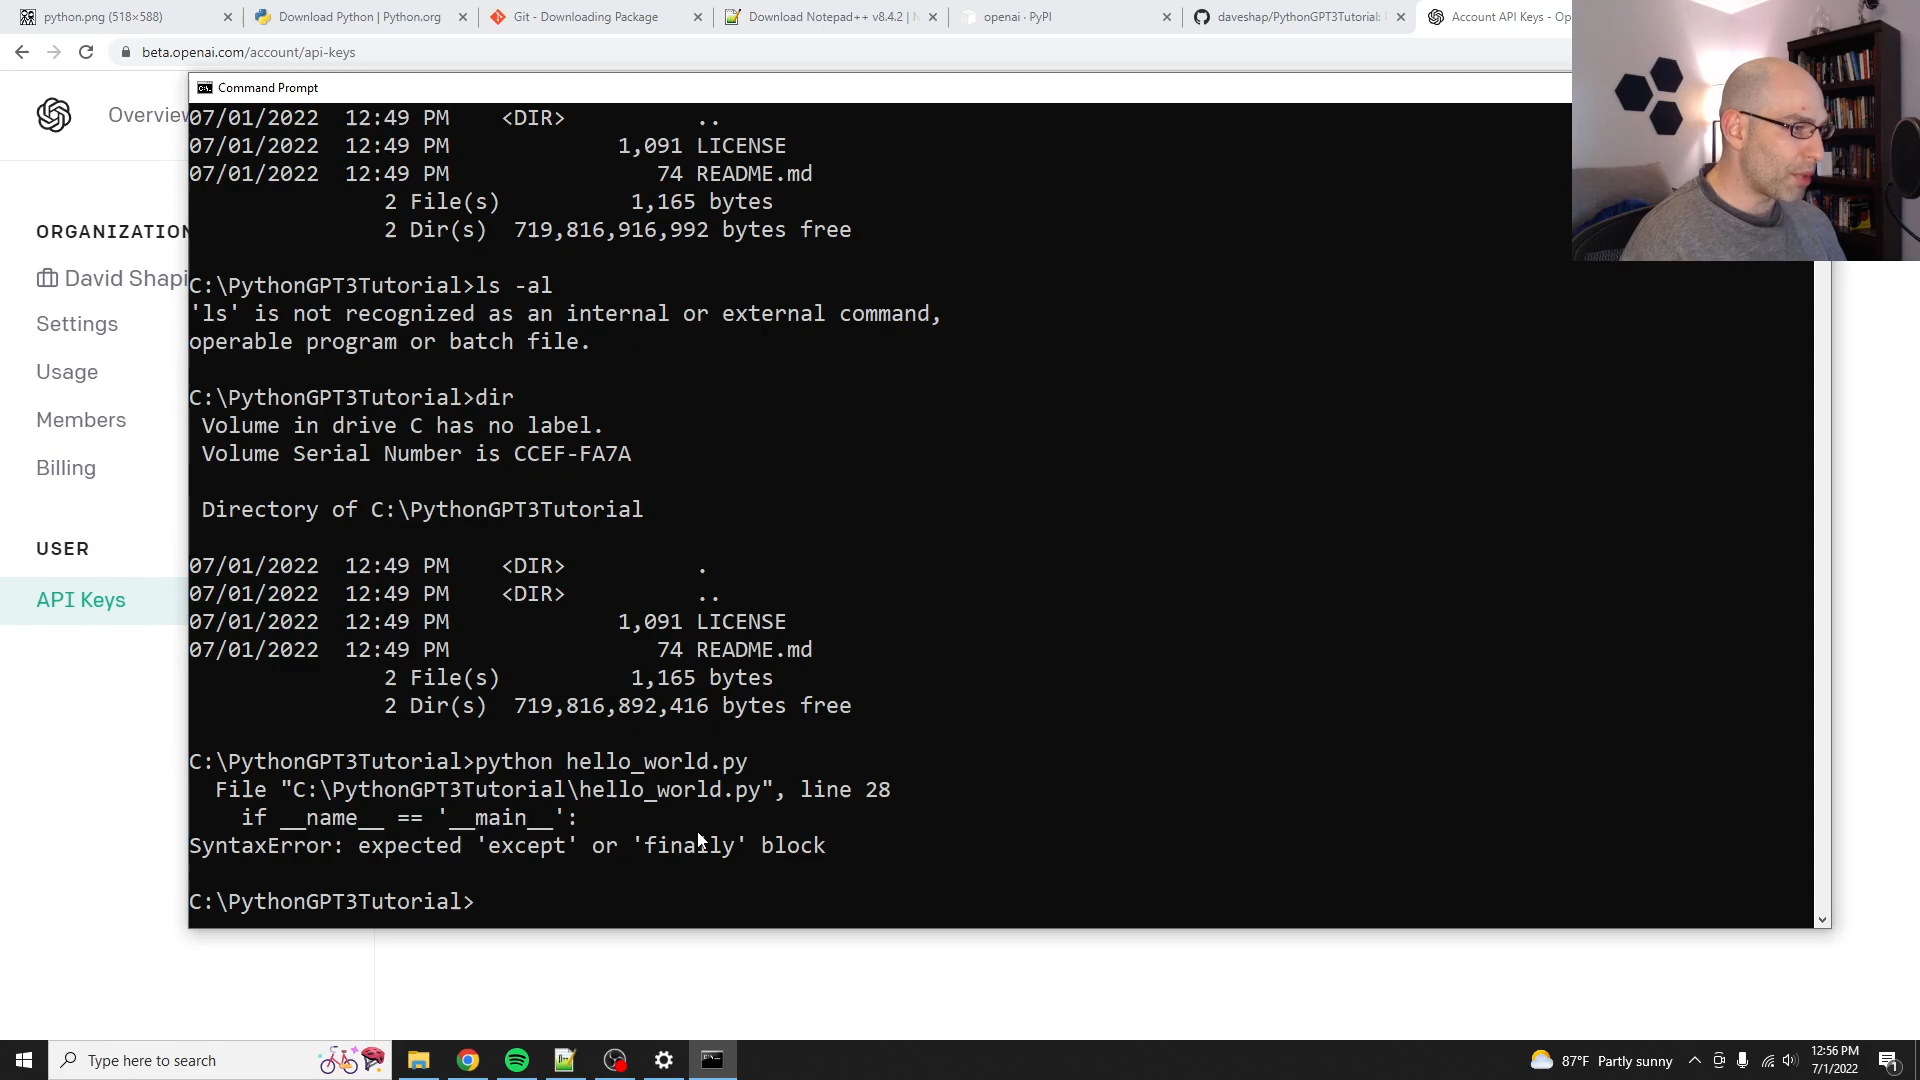 python.png (518×588)
Download Python | Python.org
Git - Downloading Package
Download Notepad++ v8.4.2 | N
openai · PyPI
daveshap/PythonGPT3Tutorial:
Account API Keys - Op
beta.openai.com/account/api-keys
Overview
ORGANIZATION
David Shapi
Settings
Usage
Members
Billing
USER
API Keys
Command Prompt
07/01/2022  12:49 PM    <DIR>          ..
07/01/2022  12:49 PM             1,091 LICENSE
07/01/2022  12:49 PM                74 README.md
2 File(s)          1,165 bytes
2 Dir(s)  719,816,916,992 bytes free
C:\PythonGPT3Tutorial>ls -al
'ls' is not recognized as an internal or external command,
operable program or batch file.
C:\PythonGPT3Tutorial>dir
Volume in drive C has no label.
Volume Serial Number is CCEF-FA7A
Directory of C:\PythonGPT3Tutorial
07/01/2022  12:49 PM    <DIR>          .
07/01/2022  12:49 PM    <DIR>          ..
07/01/2022  12:49 PM             1,091 LICENSE
07/01/2022  12:49 PM                74 README.md
2 File(s)          1,165 bytes
2 Dir(s)  719,816,892,416 bytes free
C:\PythonGPT3Tutorial>python hello_world.py
File "C:\PythonGPT3Tutorial\hello_world.py", line 28
if __name__ == '__main__':
SyntaxError: expected 'except' or 'finally' block
C:\PythonGPT3Tutorial>
Type here to search
87°F Partly sunny
12:56 PM
7/1/2022
1